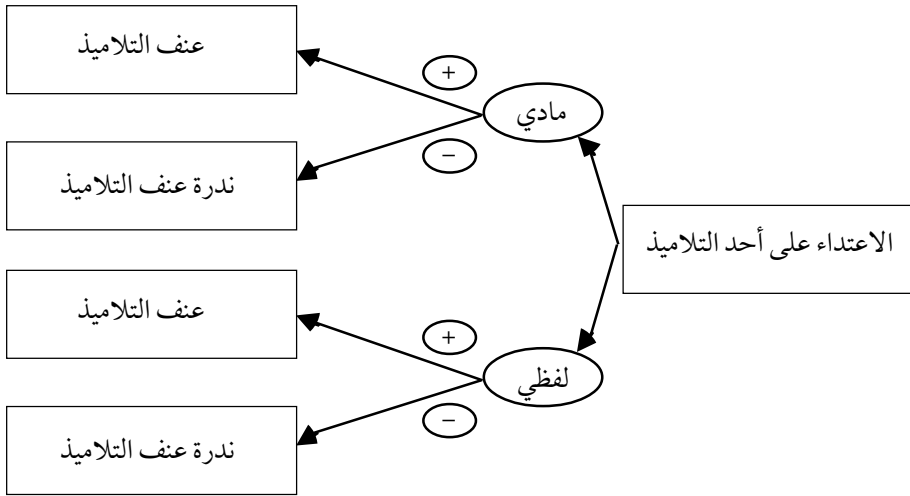 الاعتداء على أحد التلاميذ
مادي
+
عنف التلاميذ
−
ندرة عنف التلاميذ
لفظي
+
عنف التلاميذ
−
ندرة عنف التلاميذ